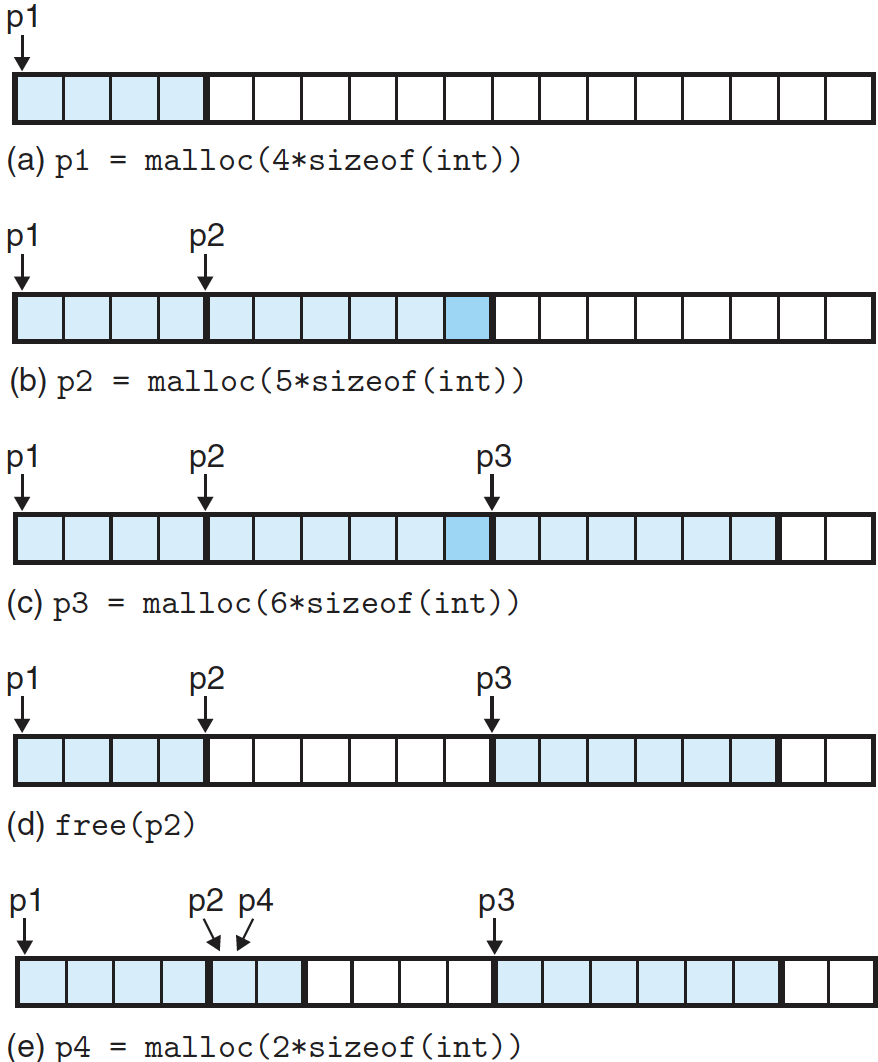 p1
(a) p1 = malloc(4*sizeof(int))
p1 p2
(b) p2 = malloc(5*sizeof(int))
p1 p2 p3
(c) p3 = malloc(6*sizeof(int))
p1 p2 p3
(d) free(p2)
p1 p2 p4 p3
(e) p4 = malloc(2*sizeof(int))